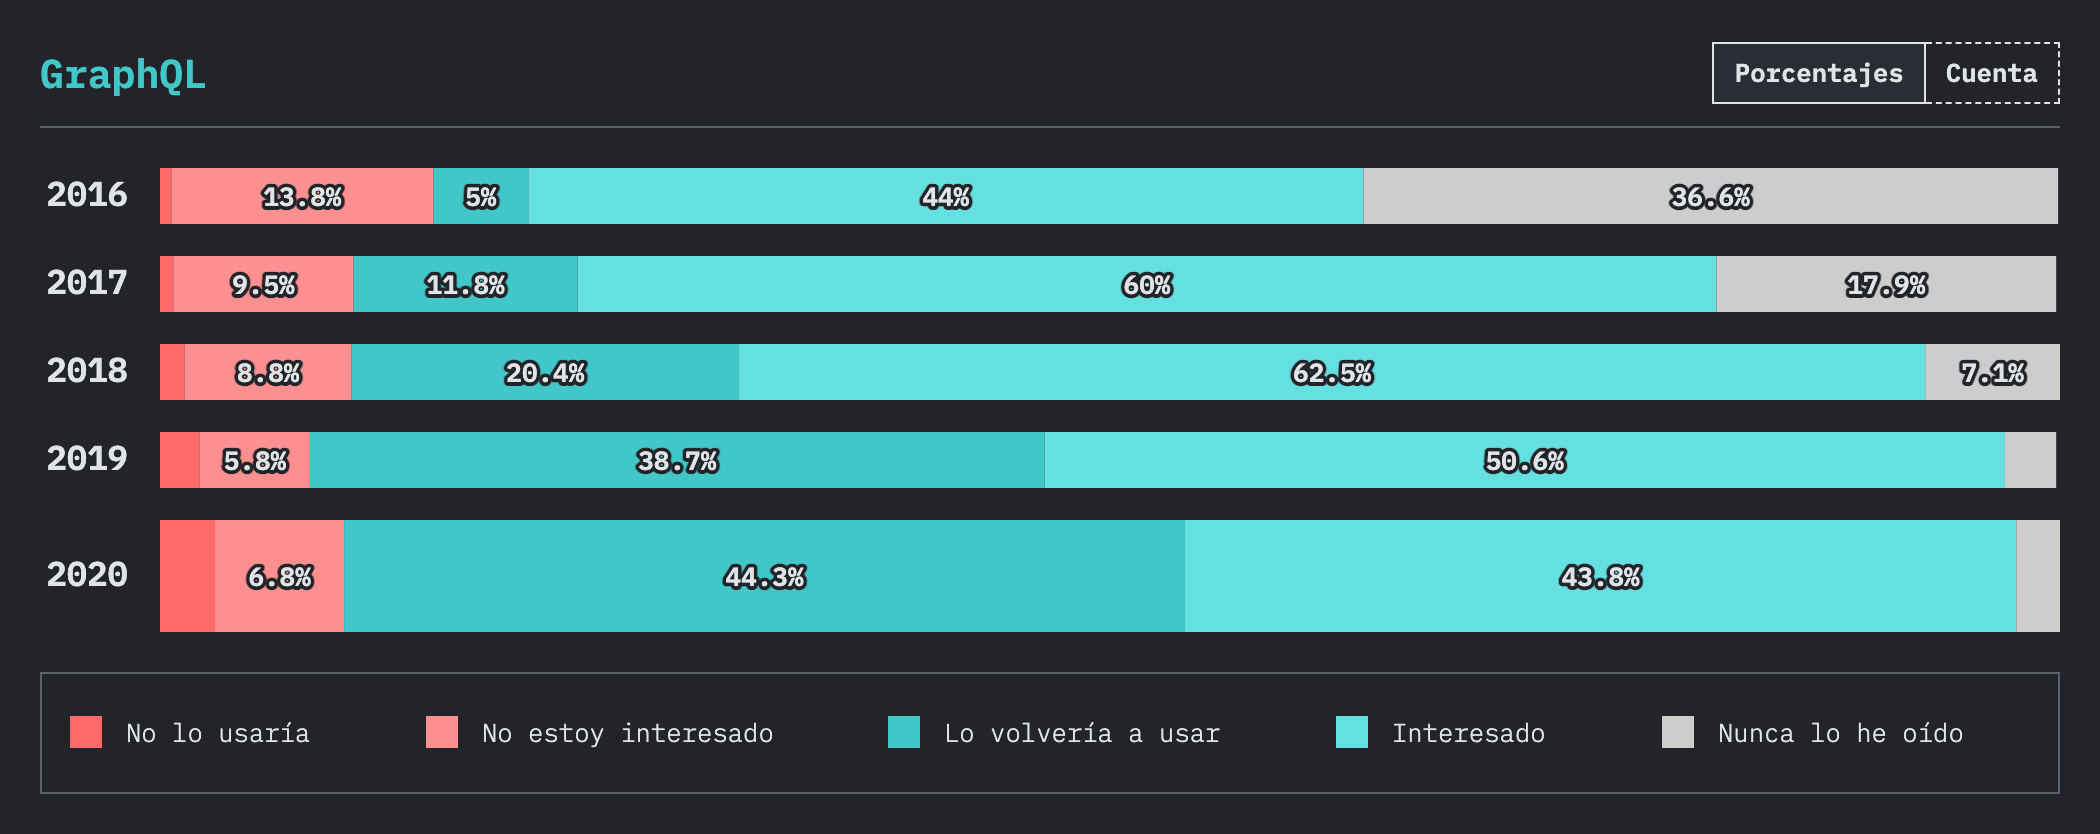 GraphQL
Porcentajes Cuenta
2016 13.8% 5% 44% 36.6%
2017 9.5% 11.8% 60% 17.9%
2018 8.8% 20.4% 62.5% 7.1%
2019 5.8% 38.7% 50.6%
2020 6.8% 44.3% 43.8%
No lo usaría No estoy interesado Lo volvería a usar Interesado Nunca lo he oído